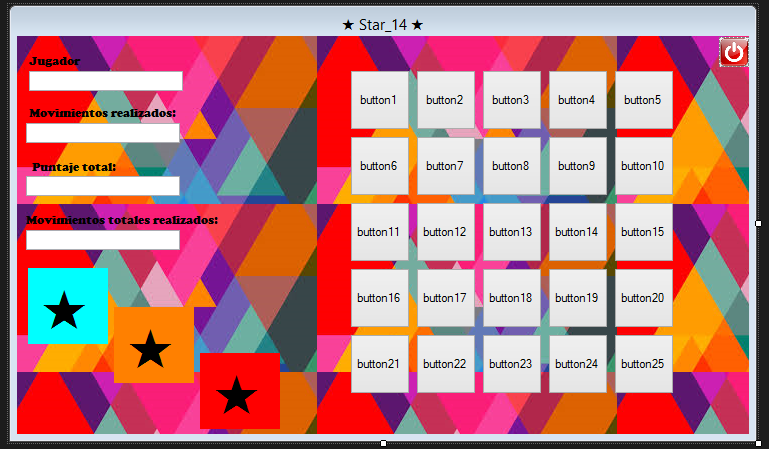 ★ Star_14 ★
Jugador
Movimientos realizados:
Puntaje total:
Movimientos totales realizados:
button1 button2 button3 button4 button5
button6 button7 button8 button9 button10
button11 button12 button13 button14 button15
button16 button17 button18 button19 button20
button21 button22 button23 button24 button25